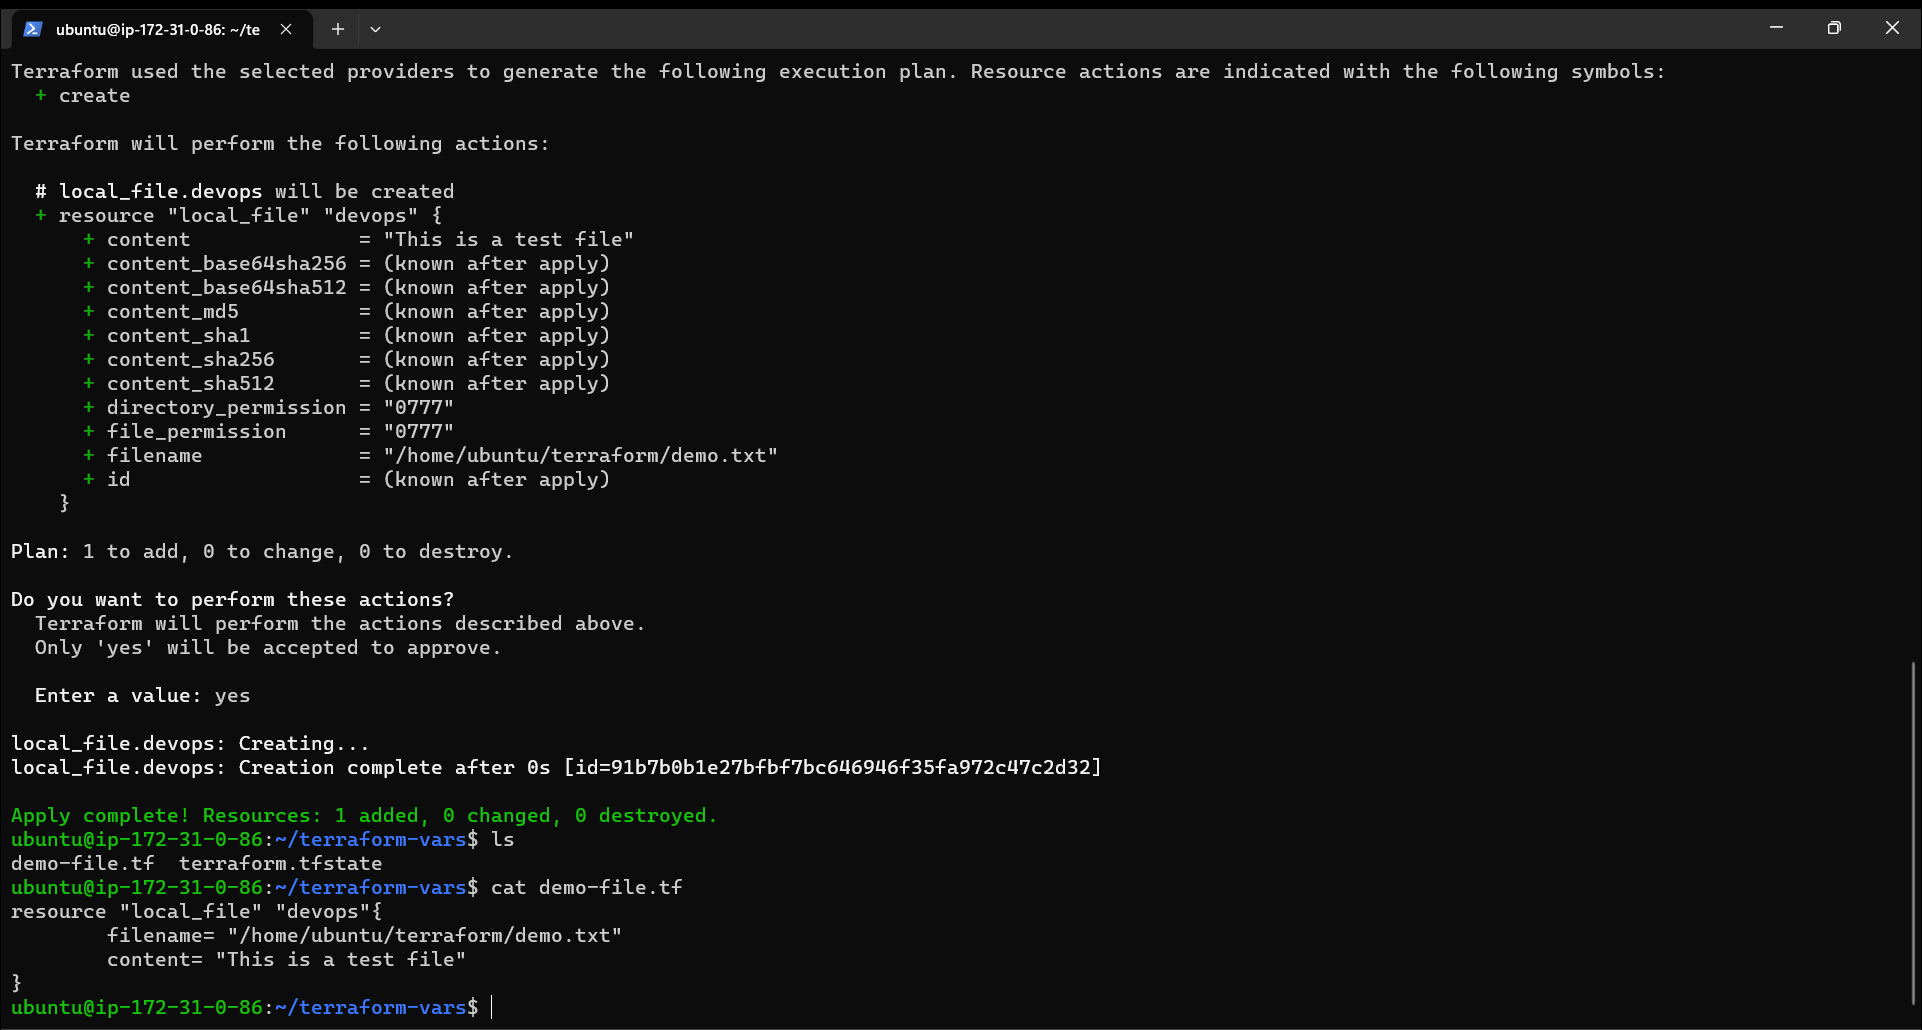 ubuntu@ip-172-31-0-86: ~/te
Terraform used the selected providers to generate the following execution plan. Resource actions are indicated with the following symbols:
  + create

Terraform will perform the following actions:

  # local_file.devops will be created
  + resource "local_file" "devops" {
      + content              = "This is a test file"
      + content_base64sha256 = (known after apply)
      + content_base64sha512 = (known after apply)
      + content_md5          = (known after apply)
      + content_sha1         = (known after apply)
      + content_sha256       = (known after apply)
      + content_sha512       = (known after apply)
      + directory_permission = "0777"
      + file_permission      = "0777"
      + filename             = "/home/ubuntu/terraform/demo.txt"
      + id                   = (known after apply)
    }

Plan: 1 to add, 0 to change, 0 to destroy.

Do you want to perform these actions?
  Terraform will perform the actions described above.
  Only 'yes' will be accepted to approve.

  Enter a value: yes

local_file.devops: Creating...
local_file.devops: Creation complete after 0s [id=91b7b0b1e27bfbf7bc646946f35fa972c47c2d32]

Apply complete! Resources: 1 added, 0 changed, 0 destroyed.
ubuntu@ip-172-31-0-86:~/terraform-vars$ ls
demo-file.tf  terraform.tfstate
ubuntu@ip-172-31-0-86:~/terraform-vars$ cat demo-file.tf
resource "local_file" "devops"{
        filename= "/home/ubuntu/terraform/demo.txt"
        content= "This is a test file"
}
ubuntu@ip-172-31-0-86:~/terraform-vars$